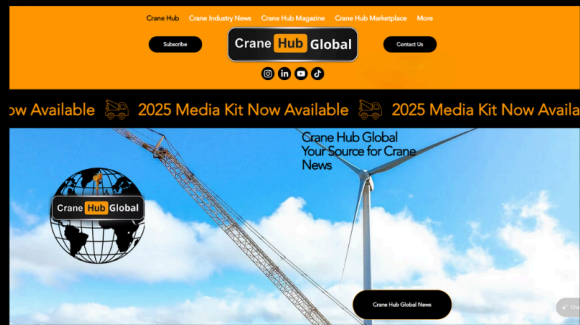 Crane Hub Crane Industry News Crane Hub Magazine Crane Hub Marketplace More
Subscribe
Crane Hub Global
Contact Us
ow Available 2025 Media Kit Now Available 2025 Media Kit Now Availa
Crane Hub Global
Your Source for Crane
News
Crane Hub Global
Crane Hub Global News